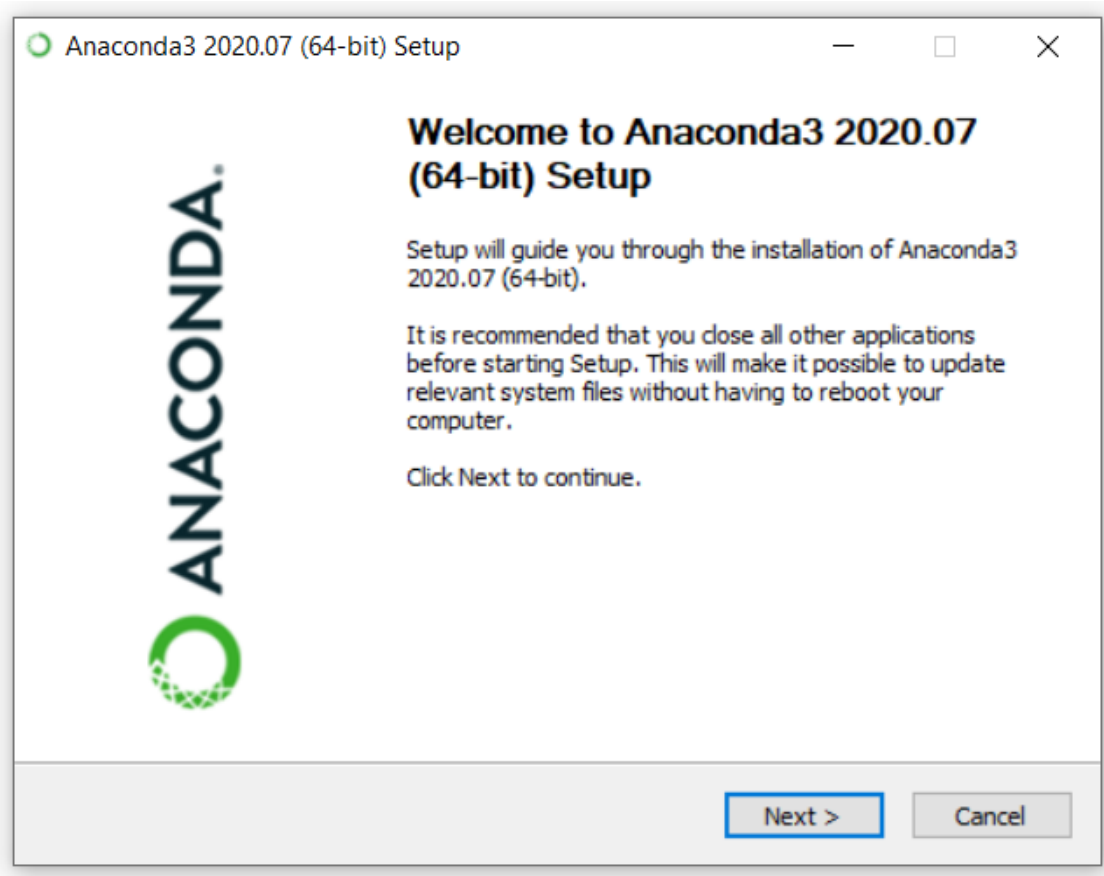 Anaconda3 2020.07 (64-bit) Setup
ANACONDA.
Welcome to Anaconda3 2020.07
(64-bit) Setup
Setup will guide you through the installation of Anaconda3
2020.07 (64-bit).
It is recommended that you close all other applications
before starting Setup. This will make it possible to update
relevant system files without having to reboot your
computer.
Click Next to continue.
Next >
Cancel